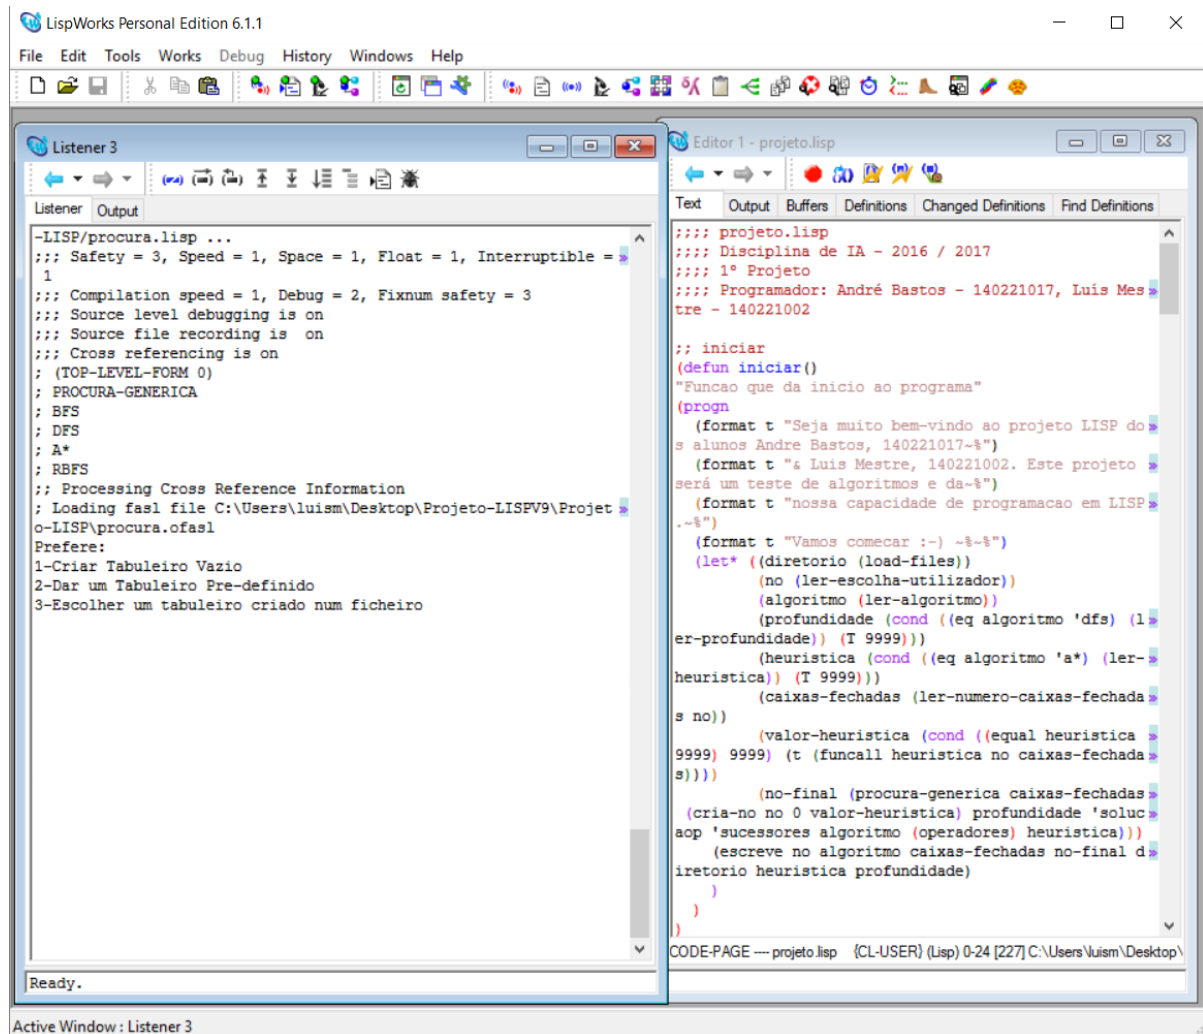 LispWorks Personal Edition 6.1.1
File Edit Tools Works Debug History Windows Help
Listener 3
Listener Output
-LISP/procura.lisp ...
;;; Safety = 3, Speed = 1, Space = 1, Float = 1, Interruptible =
1
;;; Compilation speed = 1, Debug = 2, Fixnum safety = 3
;;; Source level debugging is on
;;; Source file recording is  on
;;; Cross referencing is on
; (TOP-LEVEL-FORM 0)
; PROCURA-GENERICA
; BFS
; DFS
; A*
; RBFS
;; Processing Cross Reference Information
; Loading fasl file C:\Users\luism\Desktop\Projeto-LISPV9\Projet
o-LISP\procura.ofasl
Prefere:
1-Criar Tabuleiro Vazio
2-Dar um Tabuleiro Pre-definido
3-Escolher um tabuleiro criado num ficheiro
Ready.
Editor 1 - projeto.lisp
Text Output Buffers Definitions Changed Definitions Find Definitions
;;;; projeto.lisp
;;;; Disciplina de IA - 2016 / 2017
;;;; 1º Projeto
;;;; Programador: André Bastos - 140221017, Luís Mes
tre - 140221002
;; iniciar
(defun iniciar()
"Funcao que da inicio ao programa"
(progn
(format t "Seja muito bem-vindo ao projeto LISP do
s alunos Andre Bastos, 140221017~%")
(format t "& Luis Mestre, 140221002. Este projeto
será um teste de algoritmos e da~%")
(format t "nossa capacidade de programacao em LISP
.~%")
(format t "Vamos comecar :-) ~%~%")
(let* ((diretorio (load-files))
(no (ler-escolha-utilizador))
(algoritmo (ler-algoritmo))
(profundidade (cond ((eq algoritmo 'dfs) (l
er-profundidade)) (T 9999)))
(heuristica (cond ((eq algoritmo 'a*) (ler-
heuristica)) (T 9999)))
(caixas-fechadas (ler-numero-caixas-fechada
s no))
(valor-heuristica (cond ((equal heuristica
9999) 9999) (t (funcall heuristica no caixas-fechada
s))))
(no-final (procura-generica caixas-fechadas
(cria-no no 0 valor-heuristica) profundidade 'soluc
aop 'sucessores algoritmo (operadores) heuristica)))
(escreve no algoritmo caixas-fechadas no-final d
iretorio heuristica profundidade)
)
)
)
CODE-PAGE ---- projeto.lisp {CL-USER} (Lisp) 0-24 [227] C:\Users\luism\Desktop\
Active Window : Listener 3